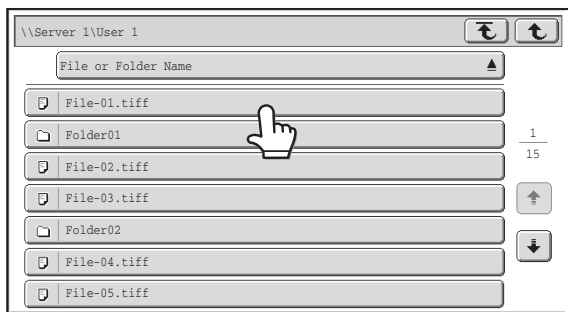 \\Server 1\User 1
File or Folder Name
File-01.tiff
Folder01
1
15
File-02.tiff
File-03.tiff
Folder02
File-04.tiff
File-05.tiff